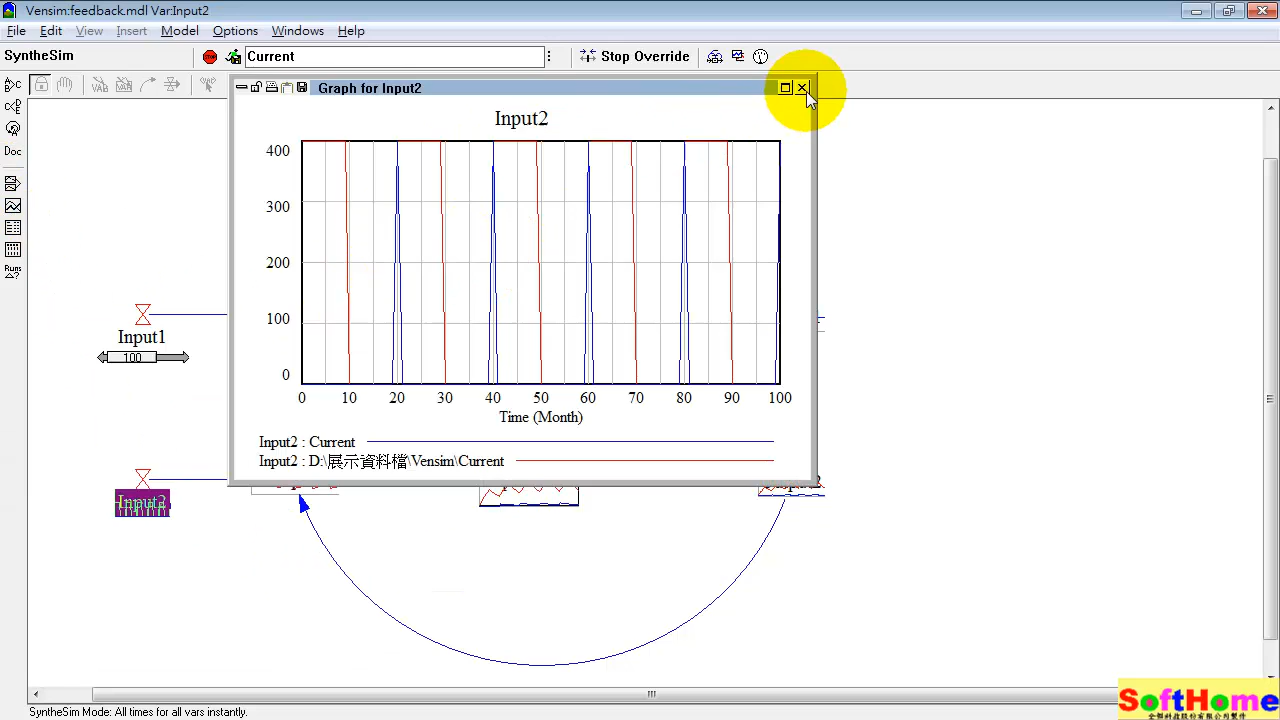 Vensim:feedback.mdl Var:Input2
File Edit View Insert Model Options Windows Help
SyntheSim Current Stop Override
Graph for Input2
Doc
Runs
Input2
400
300
200
100
0
0 10 20 30 40 50 60 70 80 90 100
Time (Month)
Input2 : Current
Input2 : D:\展示資料檔\Vensim\Current
Input1
100
Input2
SyntheSim Mode: All times for all vars instantly.
SoftHome